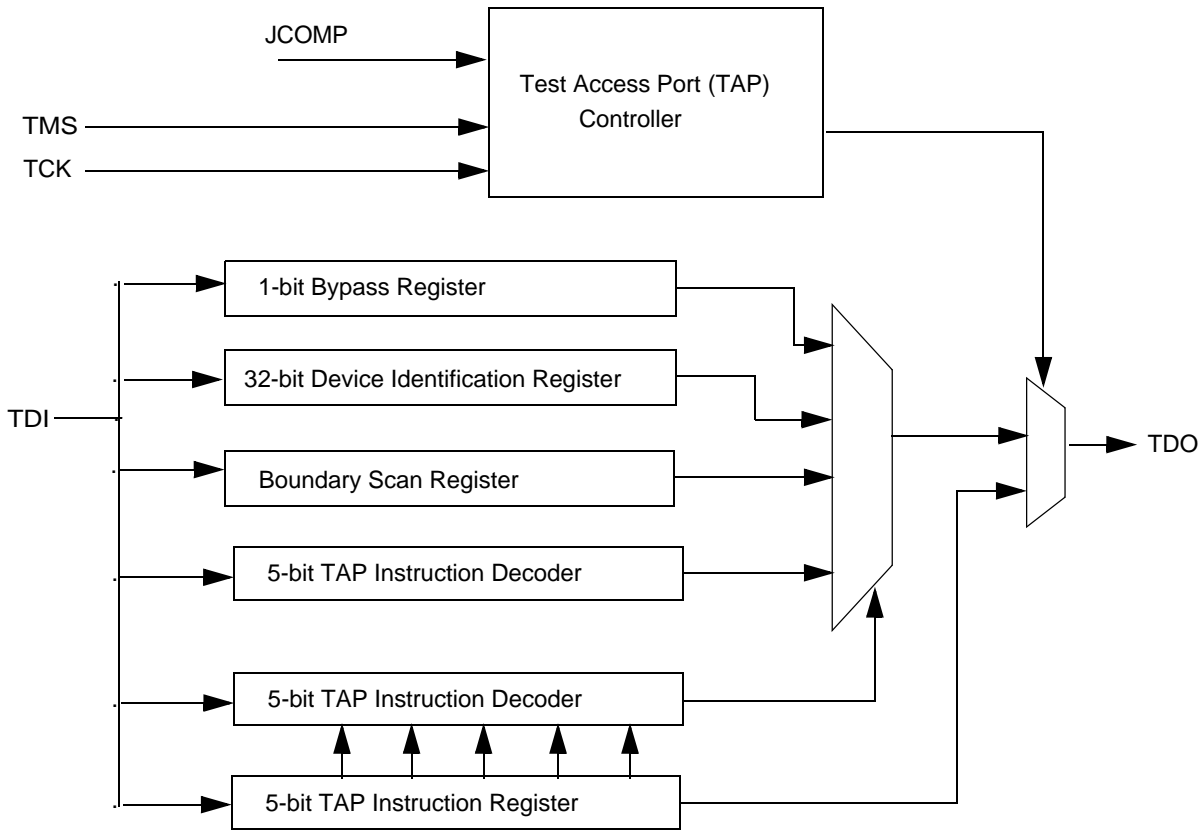 JCOMP
Test Access Port (TAP)
Controller
TMS
TCK
1-bit Bypass Register
32-bit Device Identification Register
TDI
TDO
Boundary Scan Register
5-bit TAP Instruction Decoder
5-bit TAP Instruction Decoder
5-bit TAP Instruction Register